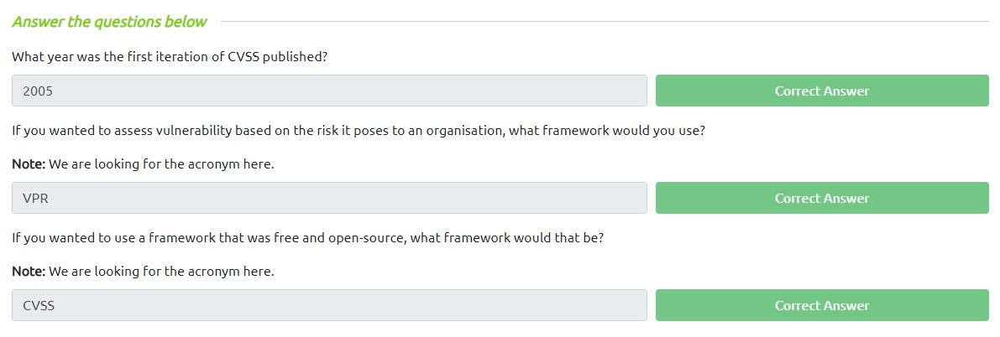 Answer the questions below
What year was the first iteration of CVSS published?
2005
Correct Answer
If you wanted to assess vulnerability based on the risk it poses to an organisation, what framework would you use?
Note: We are looking for the acronym here.
VPR
Correct Answer
If you wanted to use a framework that was free and open-source, what framework would that be?
Note: We are looking for the acronym here.
CVSS
Correct Answer